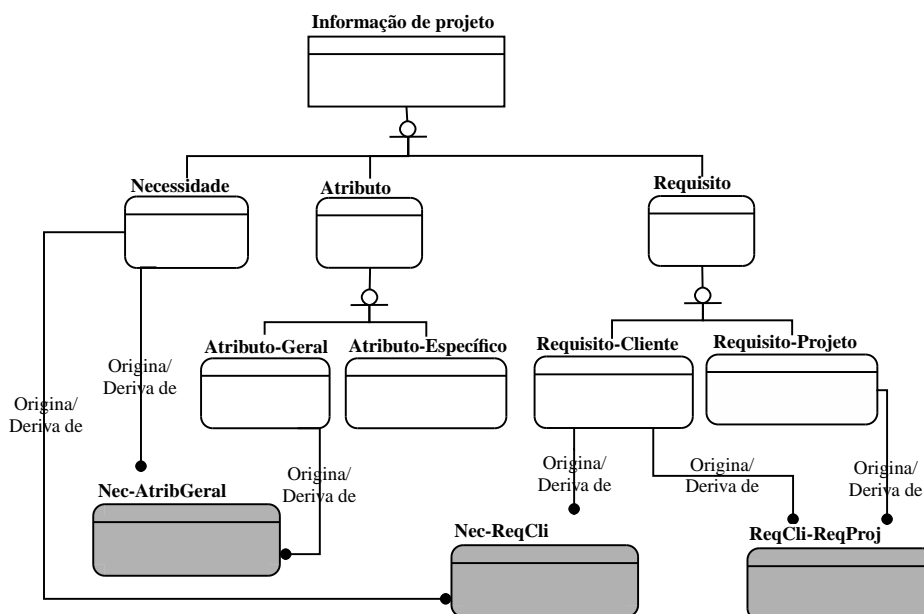 Informação de projeto
Necessidade
Atributo
Requisito
Atributo-Geral
Atributo-Específico
Requisito-Cliente
Requisito-Projeto
Origina/
Deriva de
Origina/
Deriva de
Origina/
Deriva de
Origina/
Deriva de
Origina/
Deriva de
Origina/
Deriva de
Nec-AtribGeral
Nec-ReqCli
ReqCli-ReqProj